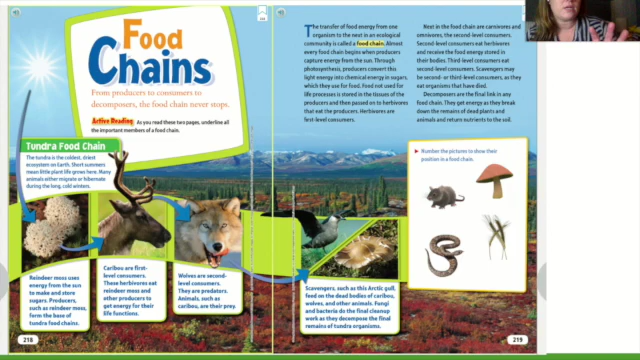 Food
Chains
From producers to consumers to
decomposers, the food chain never stops.
Active Reading As you read these two pages, underline all
the important members of a food chain.
Tundra Food Chain
The tundra is the coldest, driest
ecosystem on Earth. Short summers
mean little plant life grows here. Many
animals either migrate or hibernate
during the long, cold winters.
Reindeer moss uses
energy from the sun
to make and store
sugars. Producers,
such as reindeer moss,
form the base of
tundra food chains.
Caribou are first-
level consumers.
These herbivores eat
reindeer moss and
other producers to
get energy for their
life functions.
Wolves are second-
level consumers.
They are predators.
Animals, such as
caribou, are their prey.
218
The transfer of food energy from one
organism to the next in an ecological
community is called a food chain. Almost
every food chain begins when producers
capture energy from the sun. Through
photosynthesis, producers convert this
light energy into chemical energy in sugars,
which they use for food. Food not used for
life processes is stored in the tissues of the
producers and then passed on to herbivores
that eat the producers. Herbivores are
first-level consumers.
Next in the food chain are carnivores and
omnivores, the second-level consumers.
Second-level consumers eat herbivores
and receive the food energy stored in
their bodies. Third-level consumers eat
second-level consumers. Scavengers may
be second- or third-level consumers, as they
eat organisms that have died.
Decomposers are the final link in any
food chain. They get energy as they break
down the remains of dead plants and
animals and return nutrients to the soil.
Number the pictures to show their
position in a food chain.
Scavengers, such as this Arctic gull,
feed on the dead bodies of caribou,
wolves, and other animals. Fungi
and bacteria do the final cleanup
work as they decompose the final
remains of tundra organisms.
219